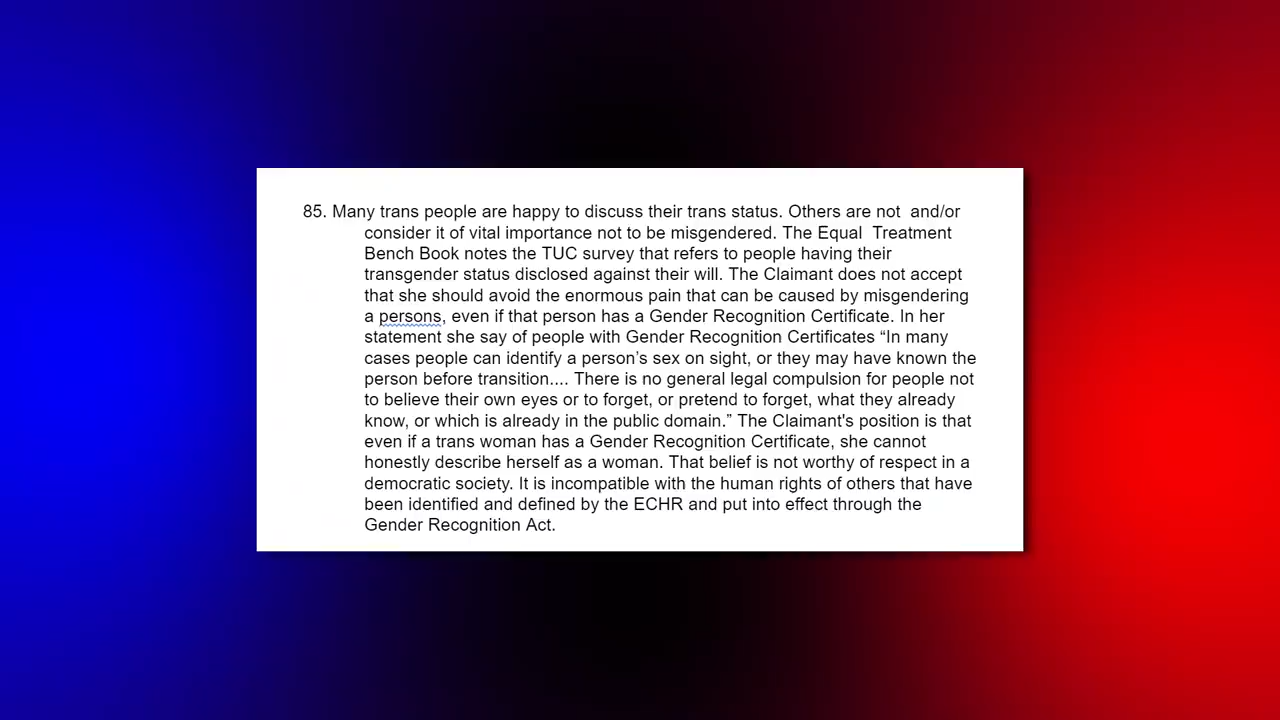 85. Many trans people are happy to discuss their trans status. Others are not  and/or
consider it of vital importance not to be misgendered. The Equal  Treatment
Bench Book notes the TUC survey that refers to people having their
transgender status disclosed against their will. The Claimant does not accept
that she should avoid the enormous pain that can be caused by misgendering
a persons, even if that person has a Gender Recognition Certificate. In her
statement she say of people with Gender Recognition Certificates “In many
cases people can identify a person’s sex on sight, or they may have known the
person before transition.... There is no general legal compulsion for people not
to believe their own eyes or to forget, or pretend to forget, what they already
know, or which is already in the public domain.” The Claimant's position is that
even if a trans woman has a Gender Recognition Certificate, she cannot
honestly describe herself as a woman. That belief is not worthy of respect in a
democratic society. It is incompatible with the human rights of others that have
been identified and defined by the ECHR and put into effect through the
Gender Recognition Act.